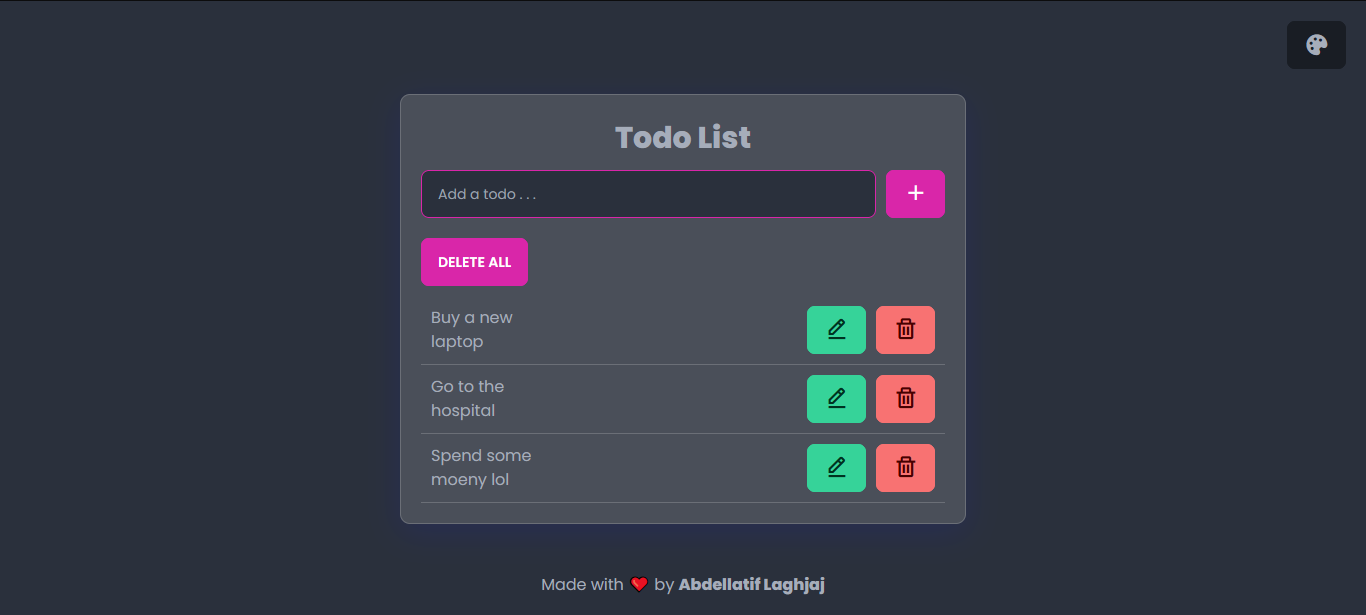 Todo List
Add a todo . . .
DELETE ALL
Buy a new
laptop
Go to the
hospital
Spend some
moeny lol
Made with ❤️ by Abdellatif Laghjaj